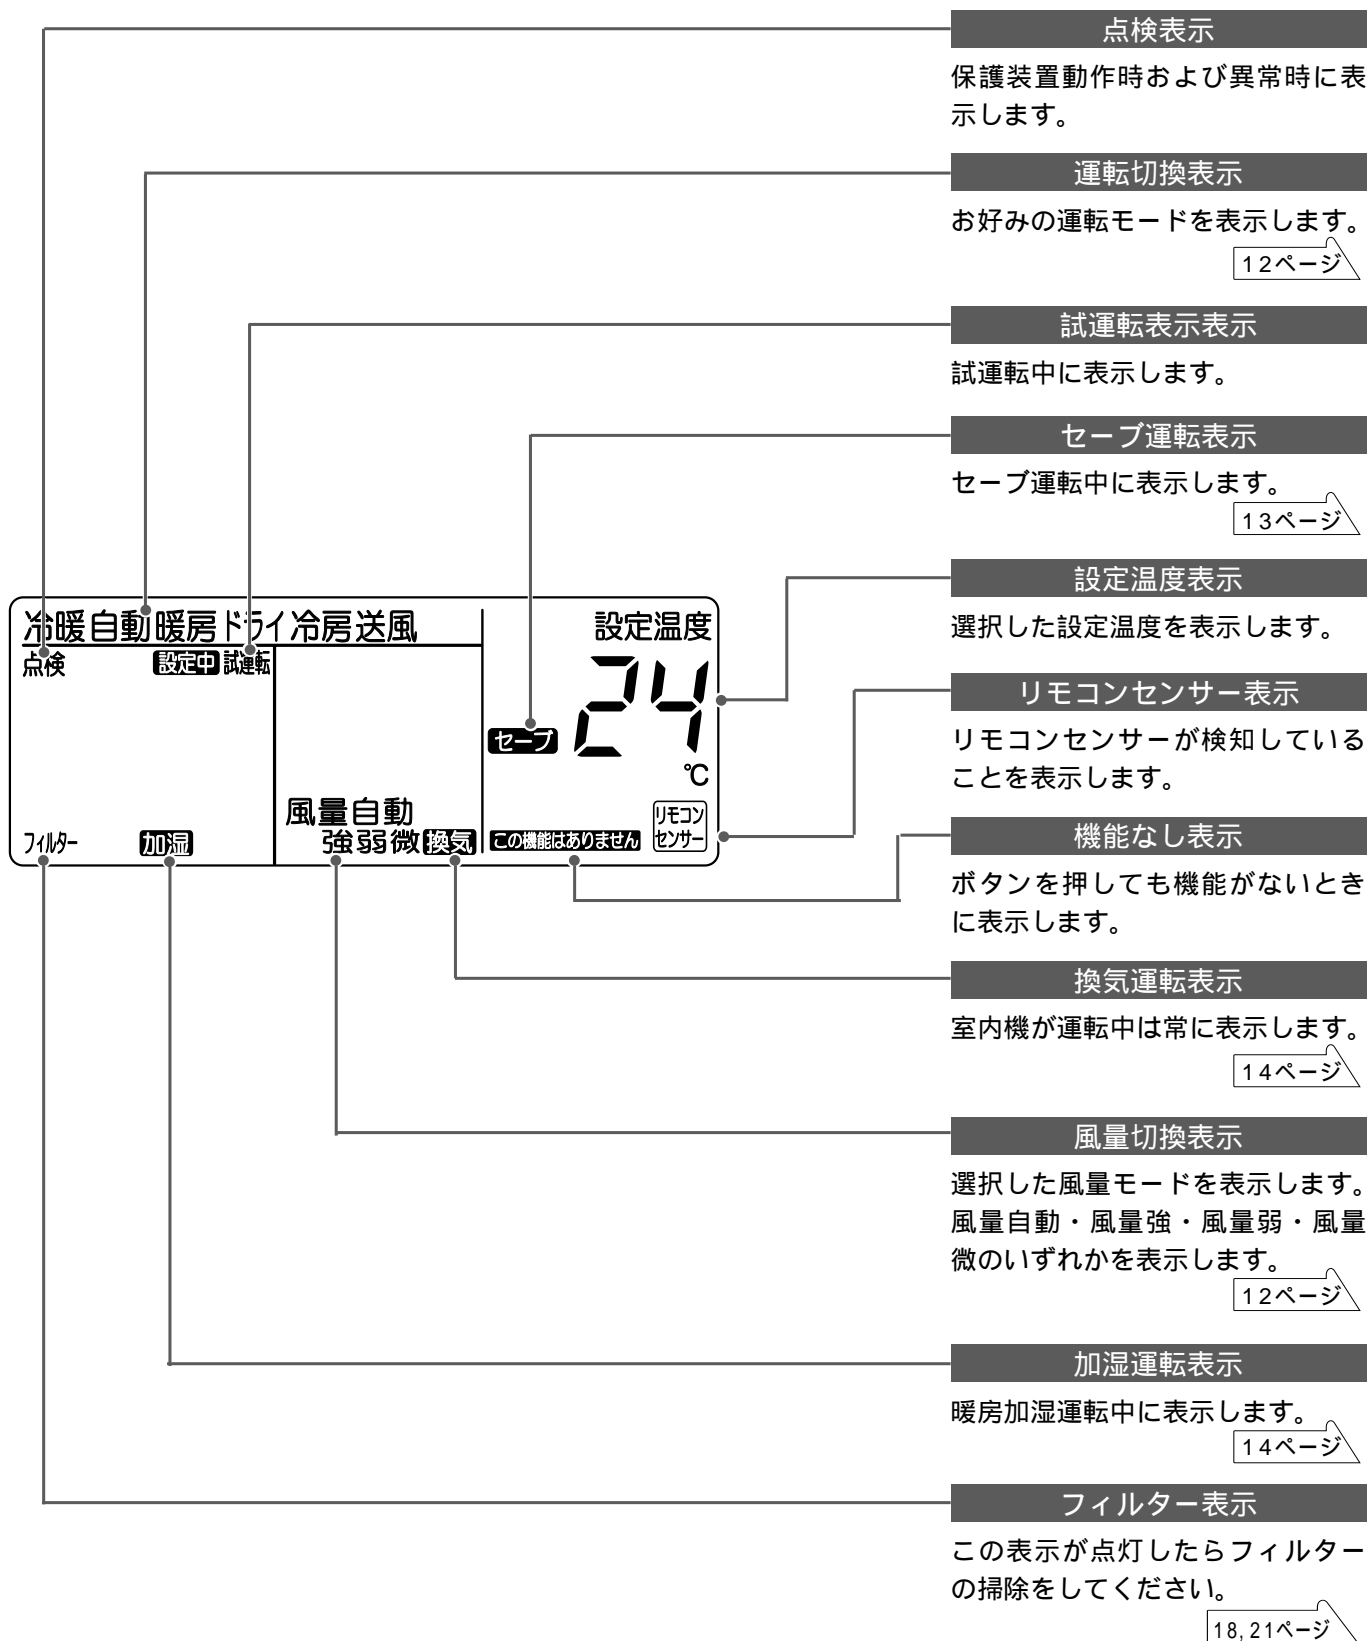 点検表示
保護装置動作時および異常時に表
示します。
運転切換表示
お好みの運転モードを表示します。
12ページ
試運転表示表示
試運転中に表示します。
セーブ運転表示
セーブ運転中に表示します。
13ページ
設定温度表示
選択した設定温度を表示します。
リモコンセンサー表示
リモコンセンサーが検知している
ことを表示します。
機能なし表示
ボタンを押しても機能がないとき
に表示します。
換気運転表示
室内機が運転中は常に表示します。
14ページ
風量切換表示
選択した風量モードを表示します。
風量自動・風量強・風量弱・風量
微のいずれかを表示します。
12ページ
加湿運転表示
暖房加湿運転中に表示します。
14ページ
フィルター表示
この表示が点灯したらフィルター
の掃除をしてください。
18,21ページ
冷暖自動暖房ドライ冷房送風
点検 設定中 試運転
フィルター 加湿
風量自動
強弱微 換気
設定温度
24
℃
セーブ
この機能はありません
リモコン
センサー